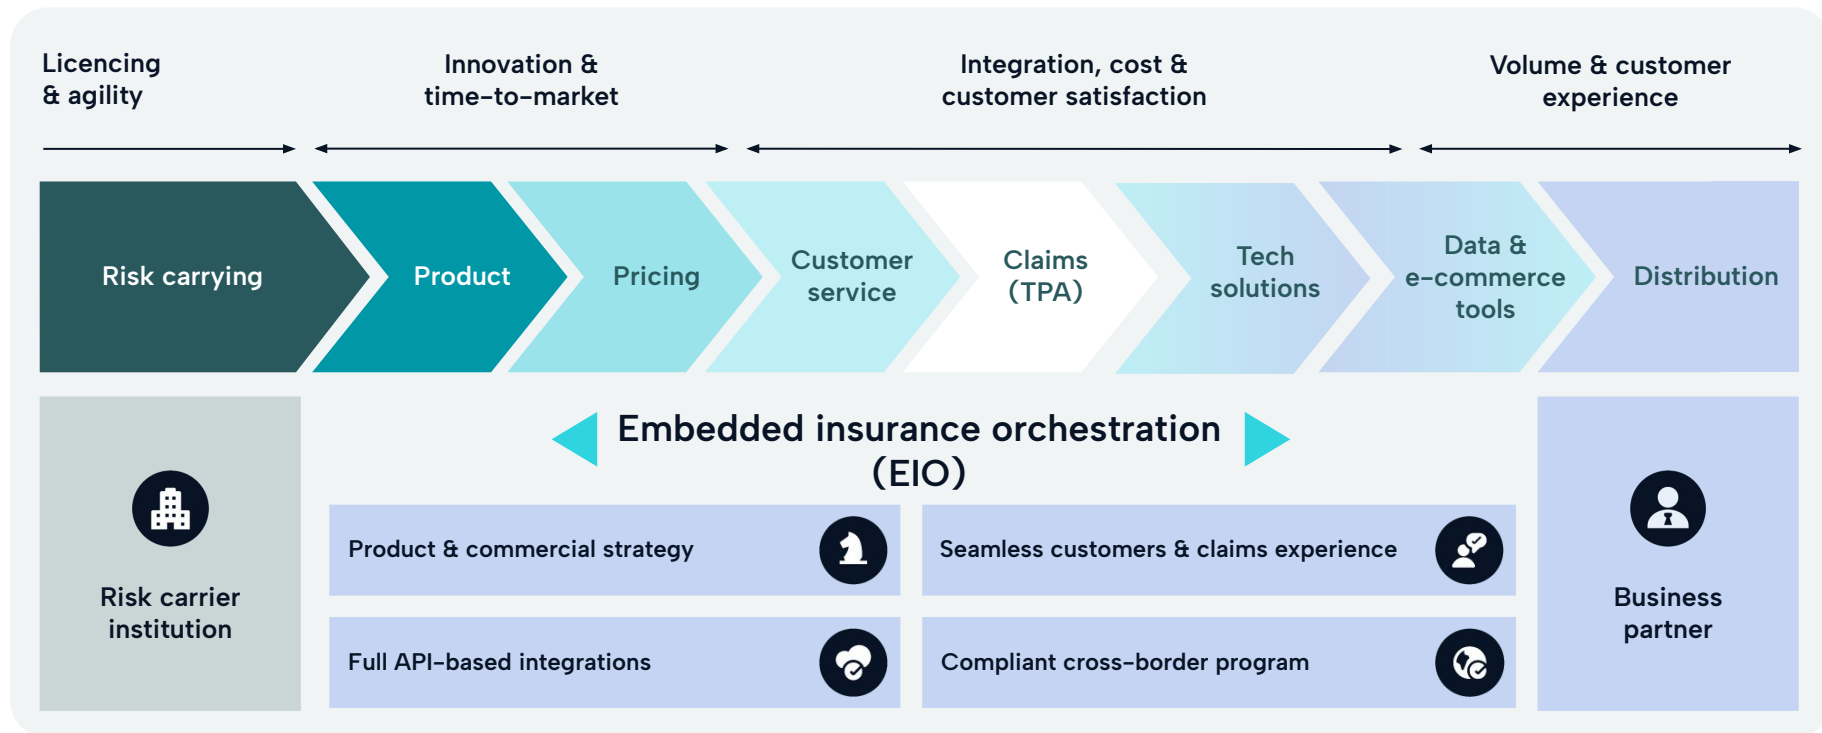 Licencing
& agility
Innovation &
time-to-market
Integration, cost &
customer satisfaction
Volume & customer
experience
Risk carrying
Product
Pricing
Customer
service
Claims
(TPA)
Tech
solutions
Data &
e-commerce
tools
Distribution
Risk carrier
institution
Embedded insurance orchestration
(EIO)
Product & commercial strategy
Seamless customers & claims experience
Full API-based integrations
Compliant cross-border program
Business
partner